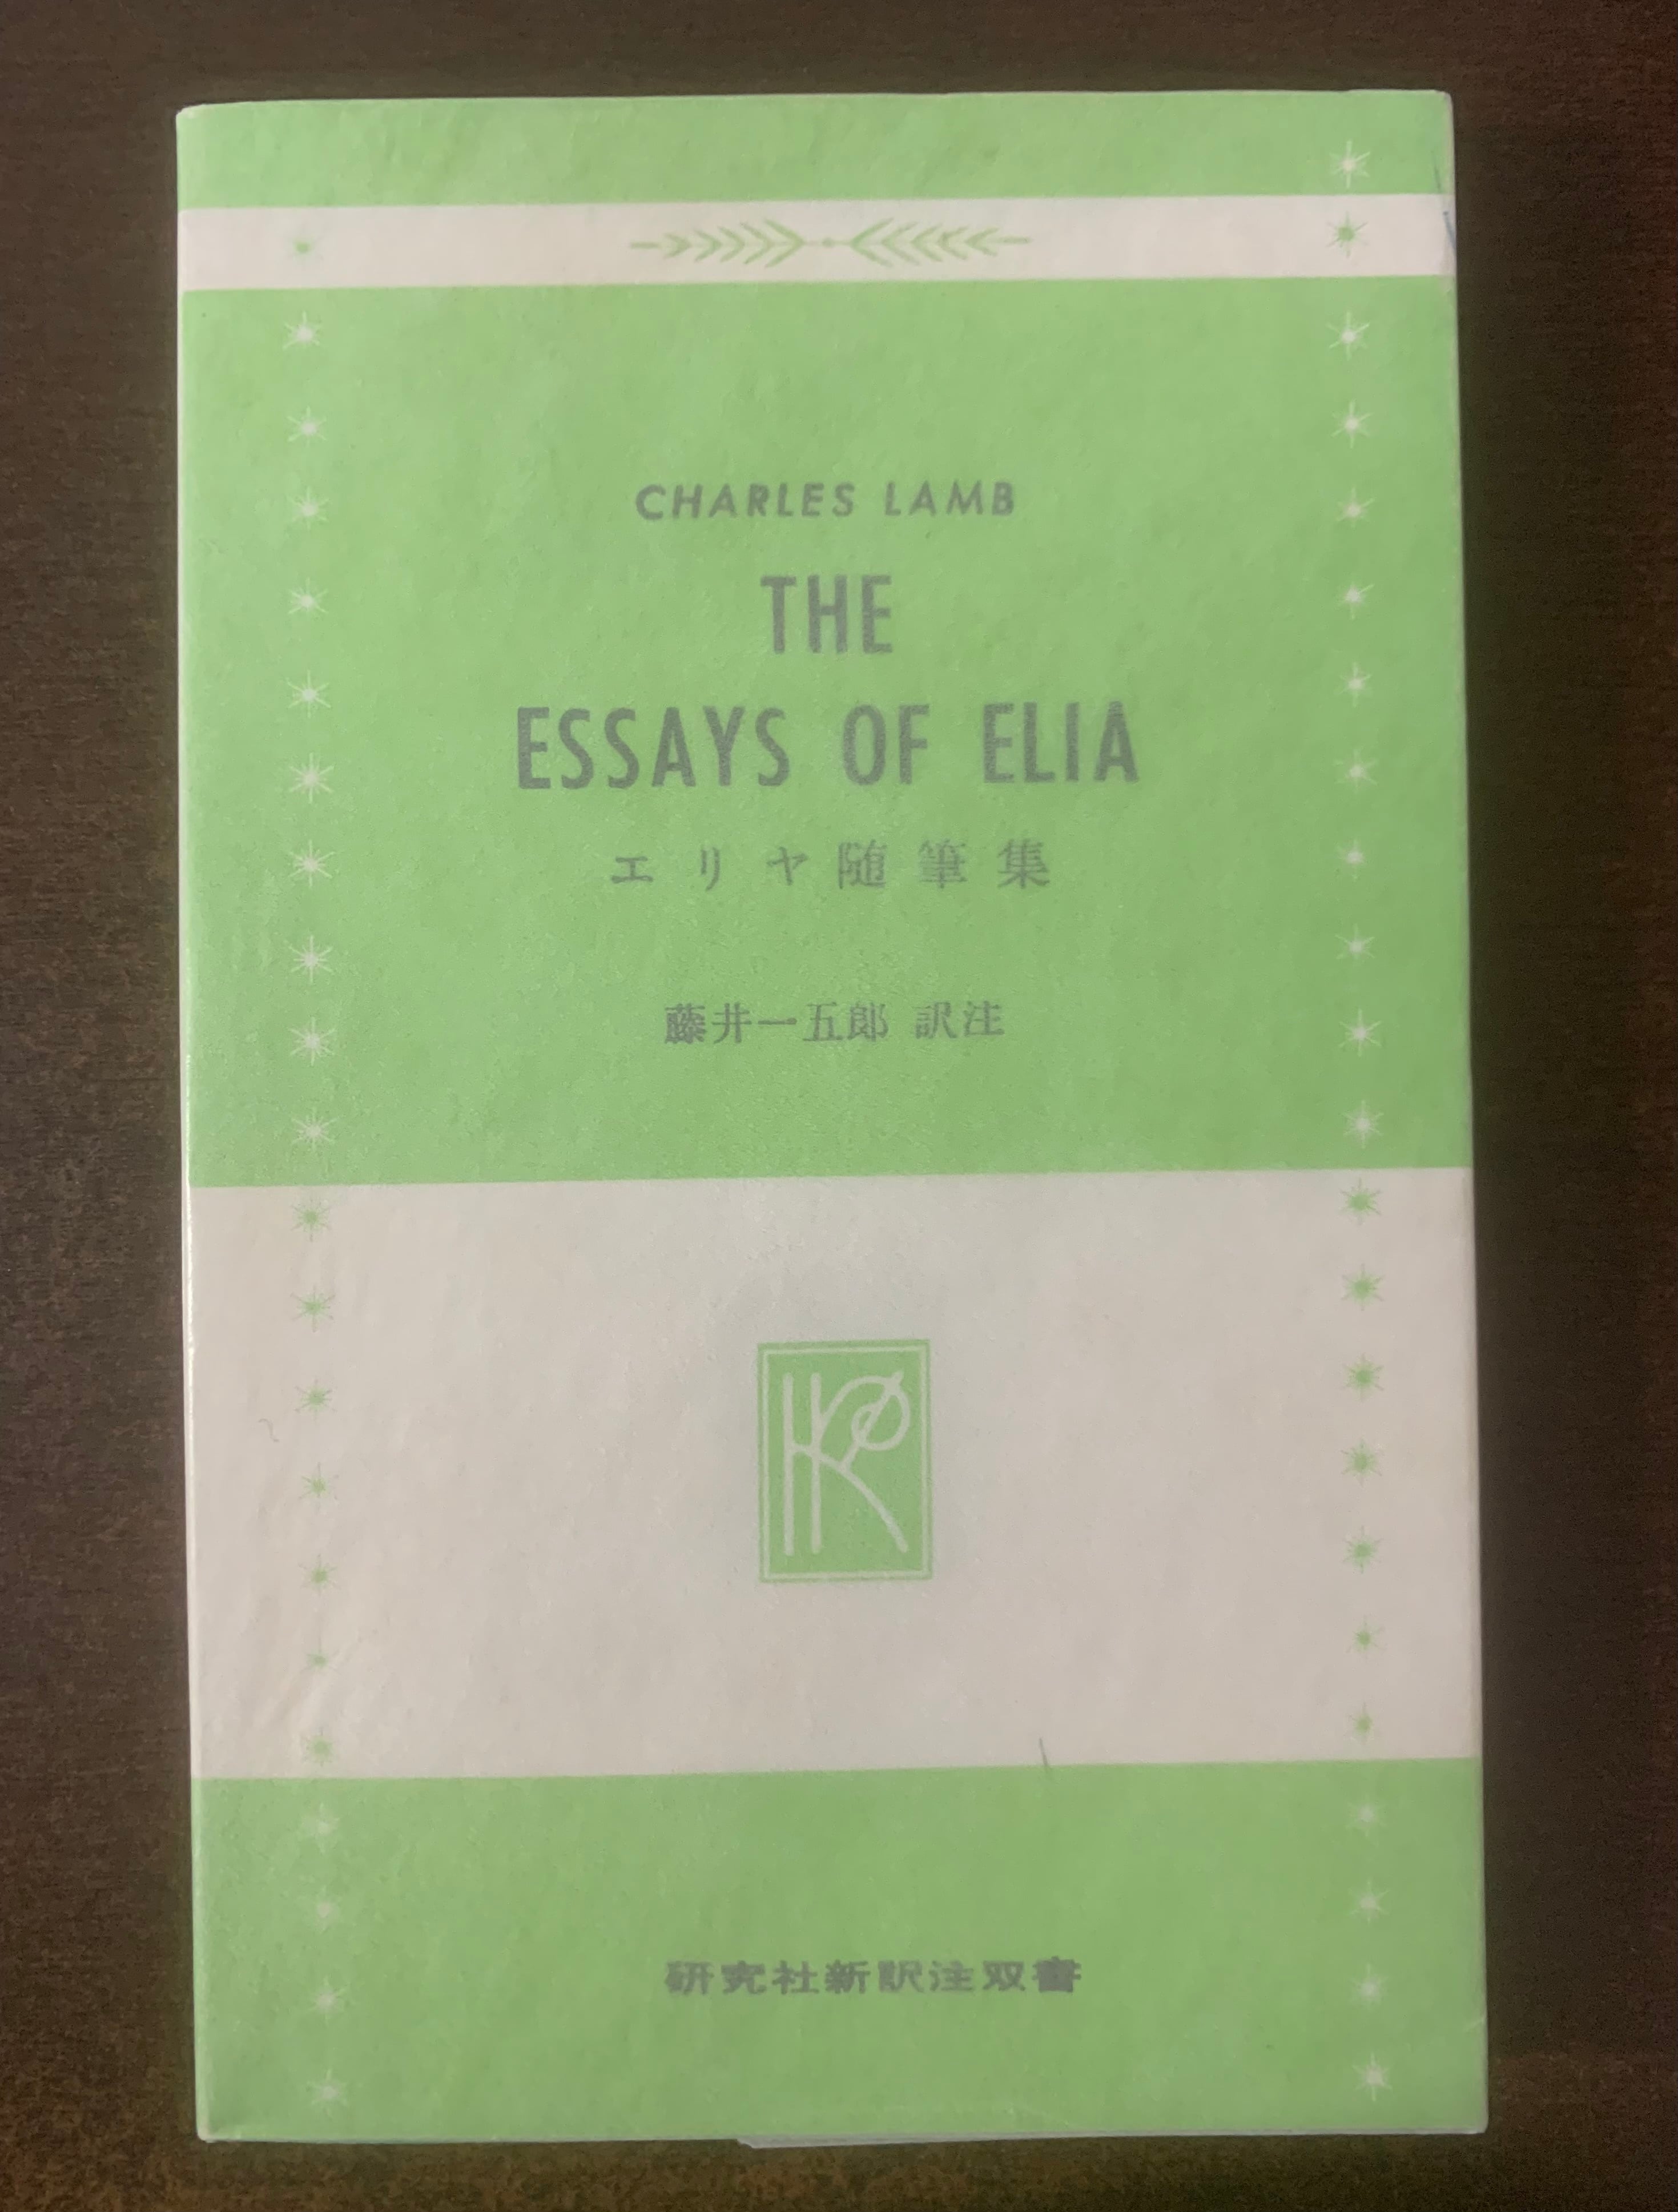 CHARLES LAMB
THE
ESSAYS OF ELIA
エリヤ随筆集
藤井一五郎 訳注
研究社新訳注双書